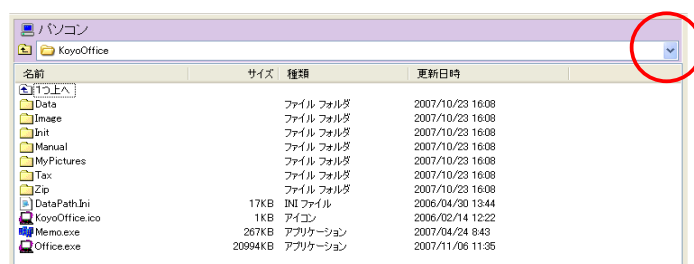 パソコン
KoyoOffice
名前 サイズ 種類 更新日時
1つ上へ
Data ファイル フォルダ 2007/10/23 16:08
Image ファイル フォルダ 2007/10/23 16:08
Init ファイル フォルダ 2007/10/23 16:08
Manual ファイル フォルダ 2007/10/23 16:08
MyPictures ファイル フォルダ 2007/10/23 16:08
Tax ファイル フォルダ 2007/10/23 16:08
Zip ファイル フォルダ 2007/10/23 16:08
DataPath.Ini 17KB INI ファイル 2006/04/30 13:44
KoyoOffice.ico 1KB アイコン 2006/02/14 12:22
Memo.exe 267KB アプリケーション 2007/04/24 8:43
Office.exe 20994KB アプリケーション 2007/11/06 11:35